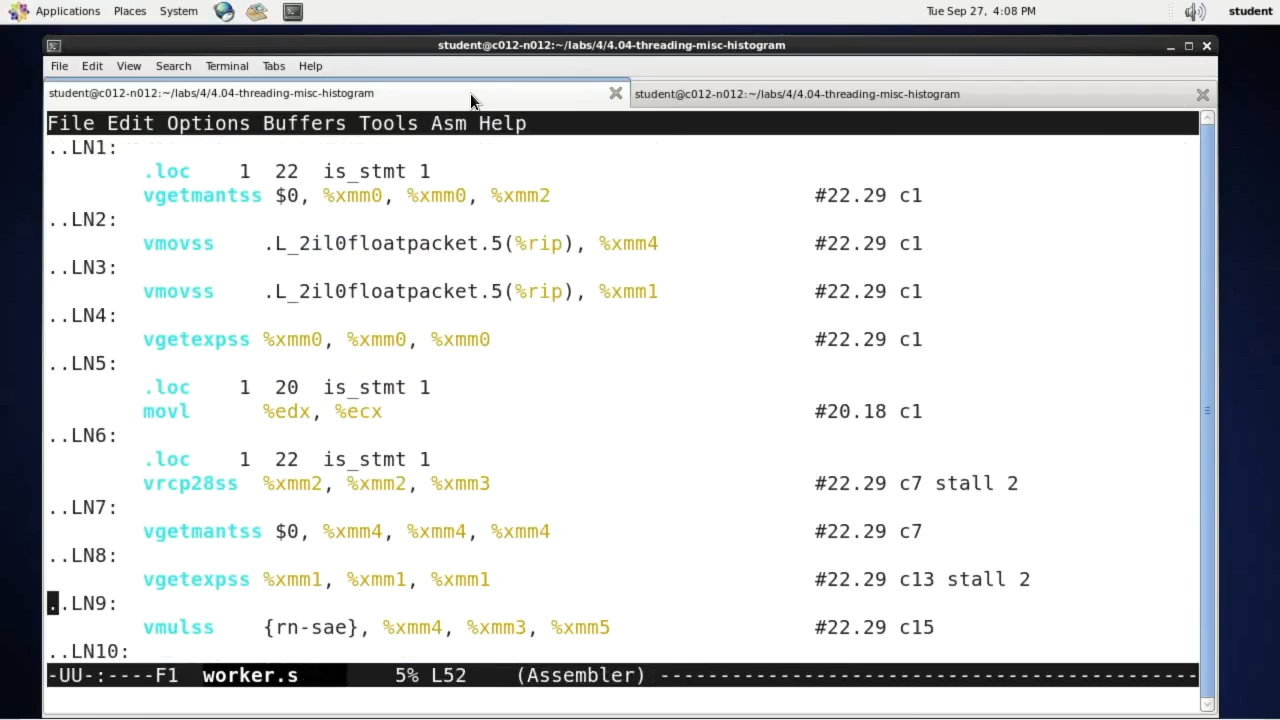 Applications Places System Tue Sep 27, 4:08 PM student
student@c012-n012:~/labs/4/4.04-threading-misc-histogram
File Edit View Search Terminal Tabs Help
student@c012-n012:~/labs/4/4.04-threading-misc-histogram student@c012-n012:~/labs/4/4.04-threading-misc-histogram
File Edit Options Buffers Tools Asm Help
..LN1:
.loc 1 22 is_stmt 1
vgetmantss $0, %xmm0, %xmm0, %xmm2 #22.29 c1
..LN2:
vmovss .L_2il0floatpacket.5(%rip), %xmm4 #22.29 c1
..LN3:
vmovss .L_2il0floatpacket.5(%rip), %xmm1 #22.29 c1
..LN4:
vgetexpss %xmm0, %xmm0, %xmm0 #22.29 c1
..LN5:
.loc 1 20 is_stmt 1
movl %edx, %ecx #20.18 c1
..LN6:
.loc 1 22 is_stmt 1
vrcp28ss %xmm2, %xmm2, %xmm3 #22.29 c7 stall 2
..LN7:
vgetmantss $0, %xmm4, %xmm4, %xmm4 #22.29 c7
..LN8:
vgetexpss %xmm1, %xmm1, %xmm1 #22.29 c13 stall 2
..LN9:
vmulss {rn-sae}, %xmm4, %xmm3, %xmm5 #22.29 c15
..LN10:
-UU-:----F1 worker.s 5% L52 (Assembler) ---------------------------------------------